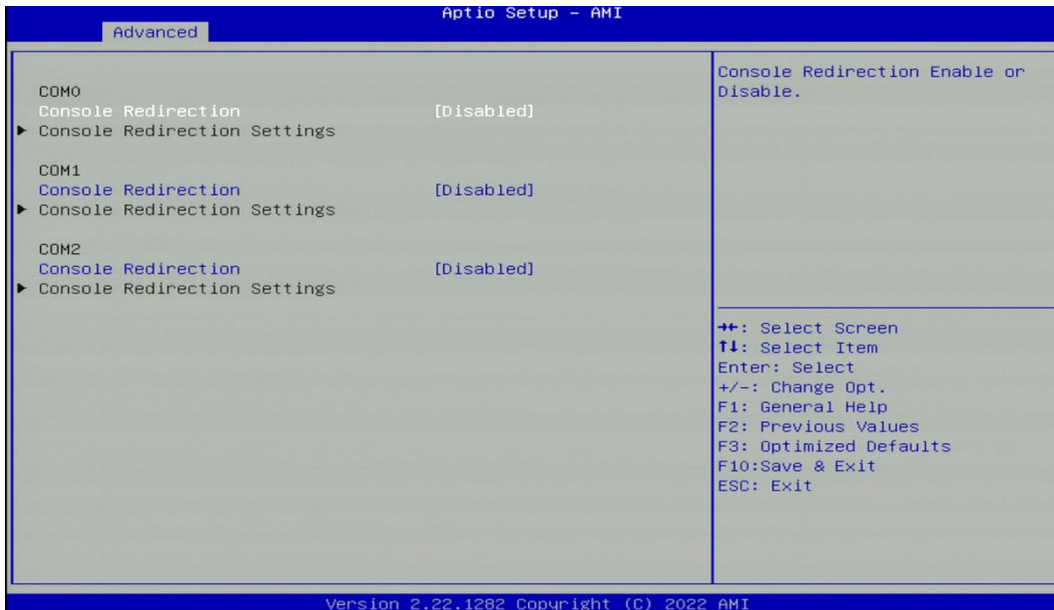 Aptio Setup – AMI
Advanced
COM0
Console Redirection [Disabled]
▶ Console Redirection Settings
COM1
Console Redirection [Disabled]
▶ Console Redirection Settings
COM2
Console Redirection [Disabled]
▶ Console Redirection Settings
Console Redirection Enable or
Disable.
→←: Select Screen
↑↓: Select Item
Enter: Select
+/-: Change Opt.
F1: General Help
F2: Previous Values
F3: Optimized Defaults
F10:Save & Exit
ESC: Exit
Version 2.22.1282 Copyright (C) 2022 AMI